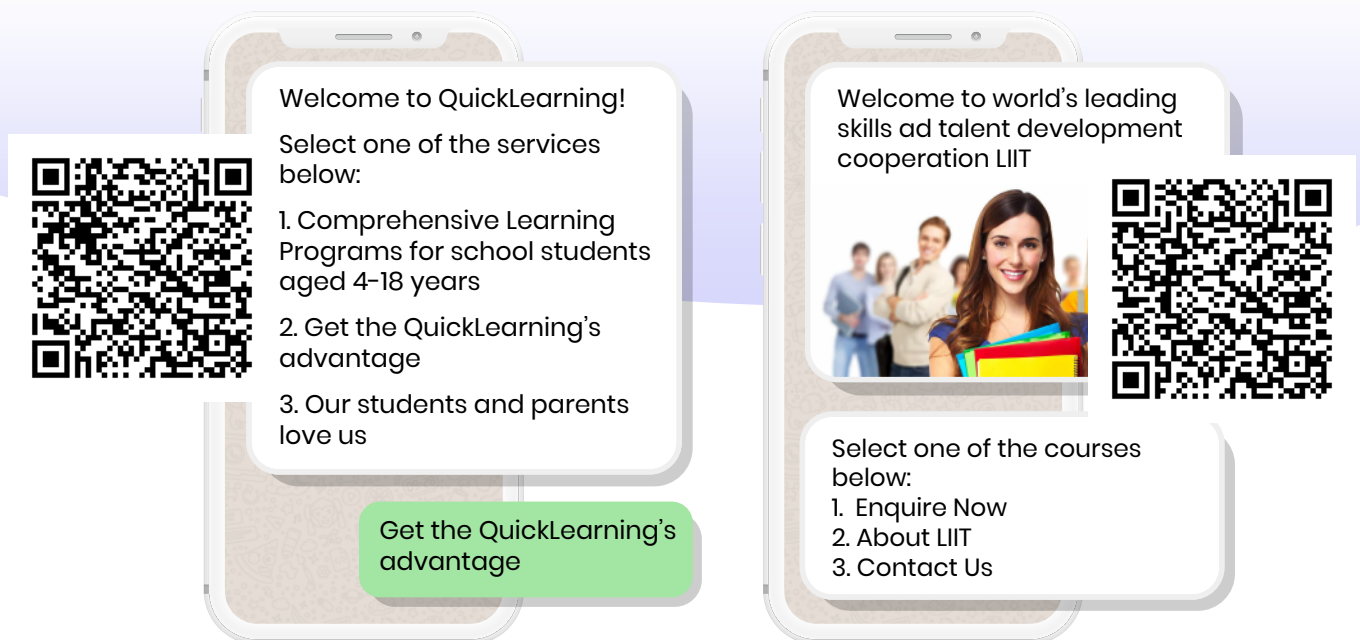 Welcome to QuickLearning!
Select one of the services
below:
1. Comprehensive Learning
Programs for school students
aged 4-18 years
2. Get the QuickLearning's
advantage
3. Our students and parents
love us
Get the QuickLearning's
advantage
Welcome to world's leading
skills ad talent development
cooperation LIIT
Select one of the courses
below:
1. Enquire Now
2. About LIIT
3. Contact Us